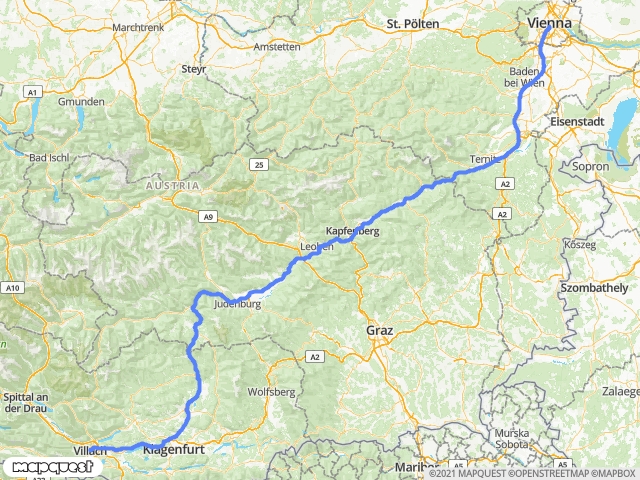 Vienna
St. Pölten
Marchtrenk
Amstetten
Steyr
Baden
bei Wien
A1
Gmunden
Eisenstadt
Bad Ischl
Ternitz
Sopron
25
AUSTRIA
A2
A9
A2
Kapfenberg
Leoben
Kőszeg
A10
Szombathely
Judenburg
Graz
A2
Spittal an
der Drau
Wolfsberg
Zalaege
Murska
Sobota
Villach
Klagenfurt
Maribor
A5
A5
mapquest
©2021 MAPQUEST ©OPENSTREETMAP ©MAPBOX